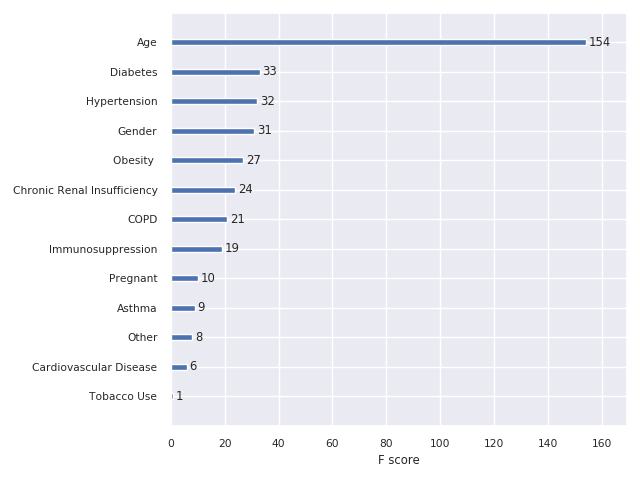 Age 154
Diabetes 33
Hypertension 32
Gender 31
Obesity 27
Chronic Renal Insufficiency 24
COPD 21
Immunosuppression 19
Pregnant 10
Asthma 9
Other 8
Cardiovascular Disease 6
Tobacco Use 1
0 20 40 60 80 100 120 140 160
F score